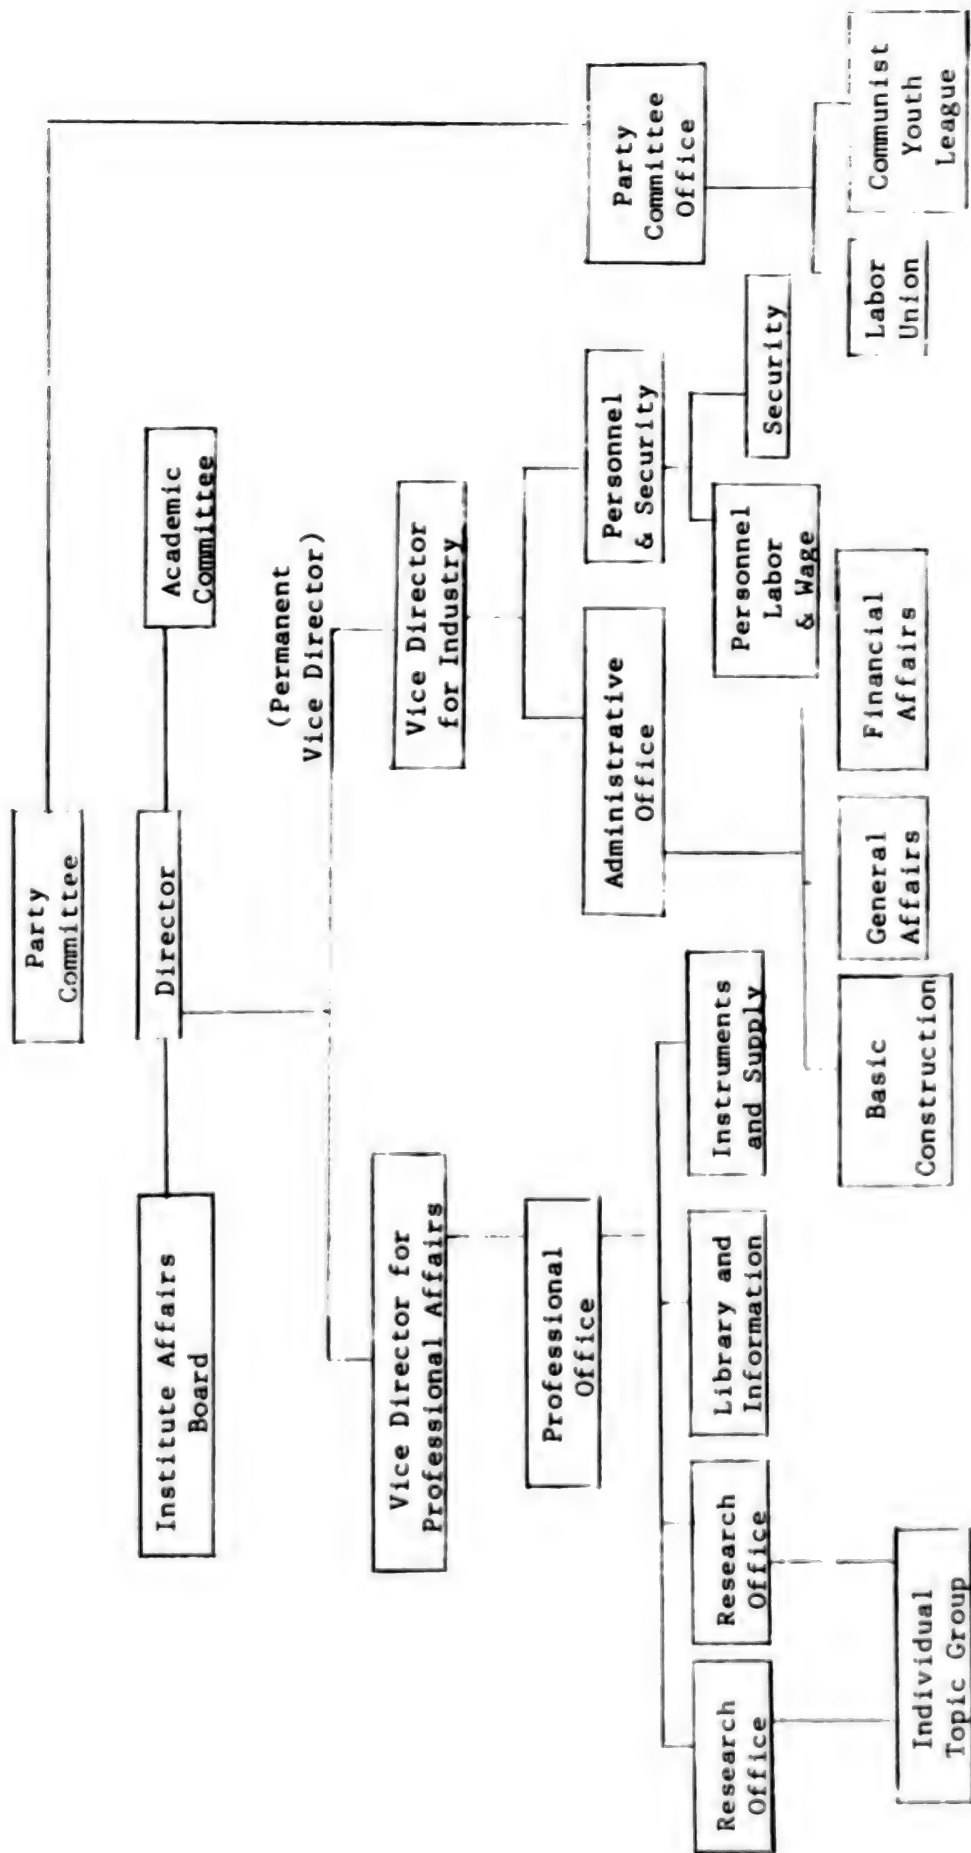 Party
Committee
Institute Affairs
Board
Director
Academic
Committee
(Permanent
Vice Director)
Vice Director for
Professional Affairs
Vice Director
for Industry
Professional
Office
Administrative
Office
Personnel
& Security
Party
Committee
Office
Research
Office
Research
Office
Library and
Information
Instruments
and Supply
Personnel
Labor
& Wage
Security
Individual
Topic Group
Basic
Construction
General
Affairs
Financial
Affairs
Labor
Union
Communist
Youth
League